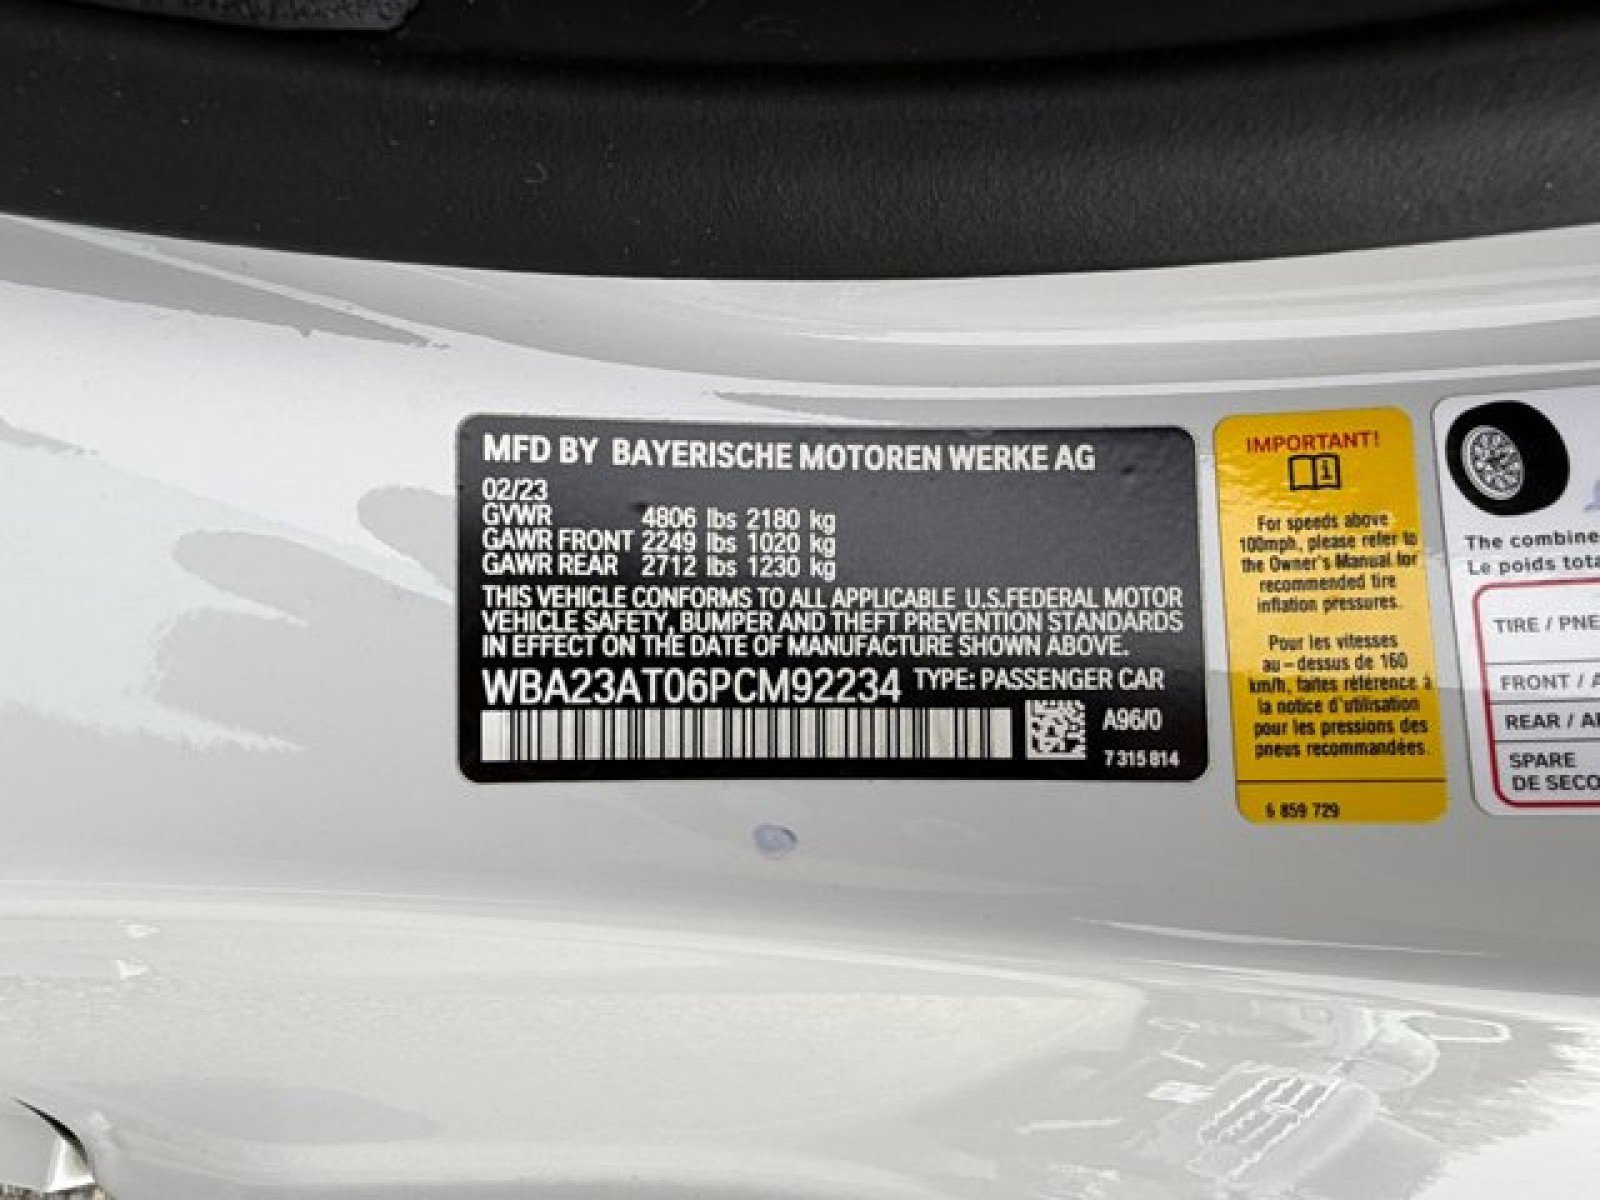 MFD BY BAYERISCHE MOTOREN WERKE AG
02/23
GVWR 4806 lbs 2180 kg
GAWR FRONT 2249 lbs 1020 kg
GAWR REAR 2712 lbs 1230 kg
THIS VEHICLE CONFORMS TO ALL APPLICABLE U.S.FEDERAL MOTOR
VEHICLE SAFETY, BUMPER AND THEFT PREVENTION STANDARDS
IN EFFECT ON THE DATE OF MANUFACTURE SHOWN ABOVE.
WBA23AT06PCM92234 TYPE: PASSENGER CAR
A96/0
7 315 814
IMPORTANT!
For speeds above
100mph, please refer to
the Owner's Manual for
recommended tire
inflation pressures.
Pour les vitesses
au-dessus de 160
km/h, faites référence à
la notice d'utilisation
pour les pressions des
pneus recommandées.
6 859 729
The combine
Le poids tota
TIRE / PNE
FRONT / A
REAR / AR
SPARE
DE SECO